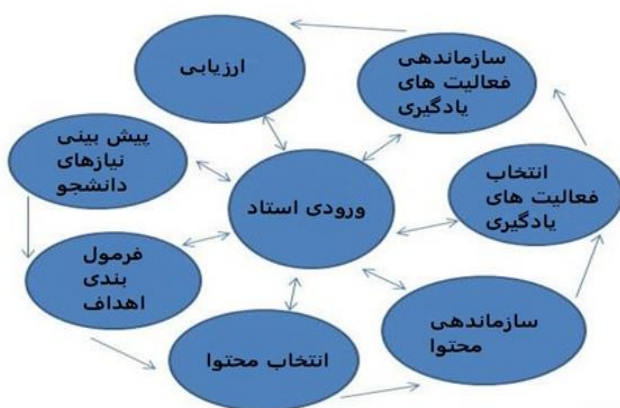 ارزیابی
سازماندهی
فعالیت های
یادگیری
پیش بینی
نیازهای
دانشجو
ورودی استاد
انتخاب
فعالیت های
یادگیری
فرمول
بندی
اهداف
انتخاب محتوا
سازماندهی
محتوا